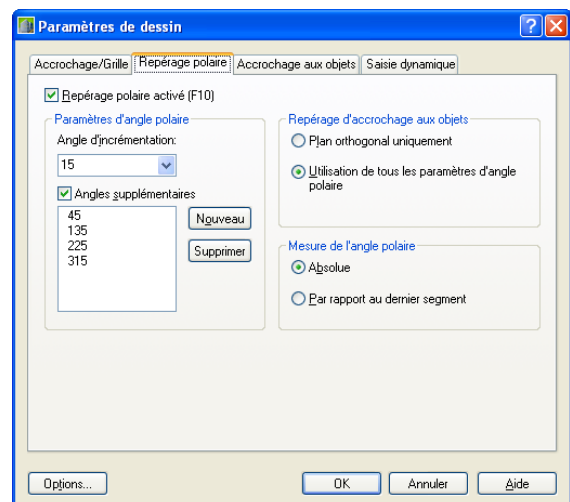 Paramètres de dessin
Accrochage/Grille
Repérage polaire
Accrochage aux objets
Saisie dynamique
Repérage polaire activé (F10)
Paramètres d'angle polaire
Angle d'incrémentation:
15
Angles supplémentaires
45
135
225
315
Nouveau
Supprimer
Repérage d'accrochage aux objets
Plan orthogonal uniquement
Utilisation de tous les paramètres d'angle
polaire
Mesure de l'angle polaire
Absolue
Par rapport au dernier segment
Options...
OK
Annuler
Aide